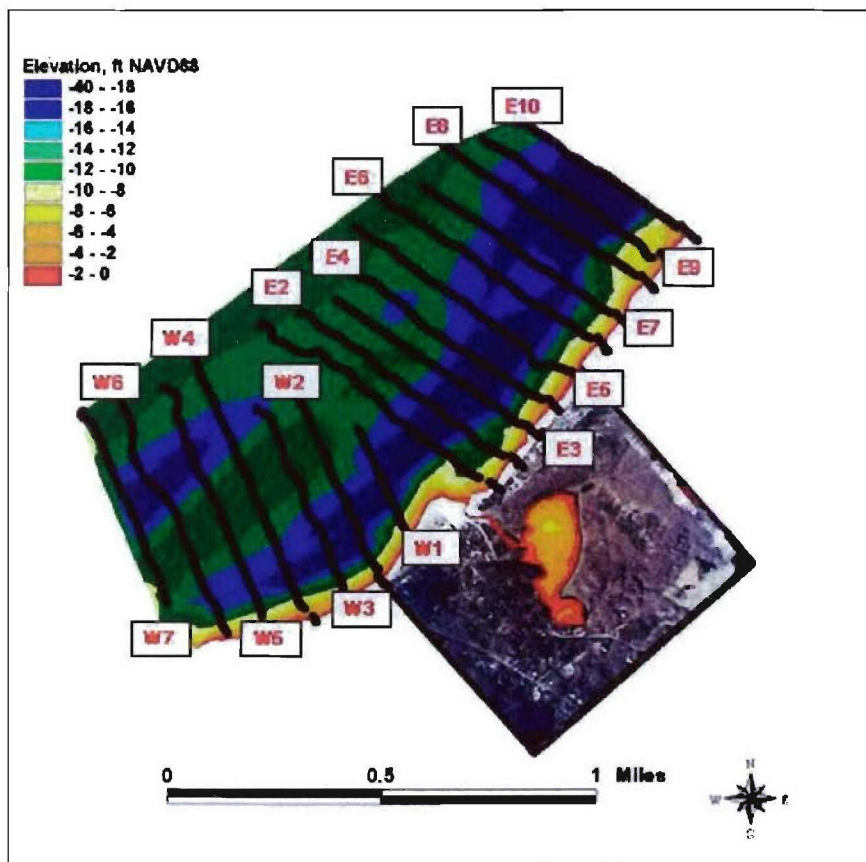 Elevation, ft NAVD88
-40 - -18
-18 - -16
-16 - -14
-14 - -12
-12 - -10
-10 - -8
-8 - -6
-6 - -4
-4 - -2
-2 - 0
E10
E8
E6
E4
E2
W4
W6
W2
E9
E7
E5
E3
W1
W3
W5
W7
0 0.5 1 Miles
N
W E
S